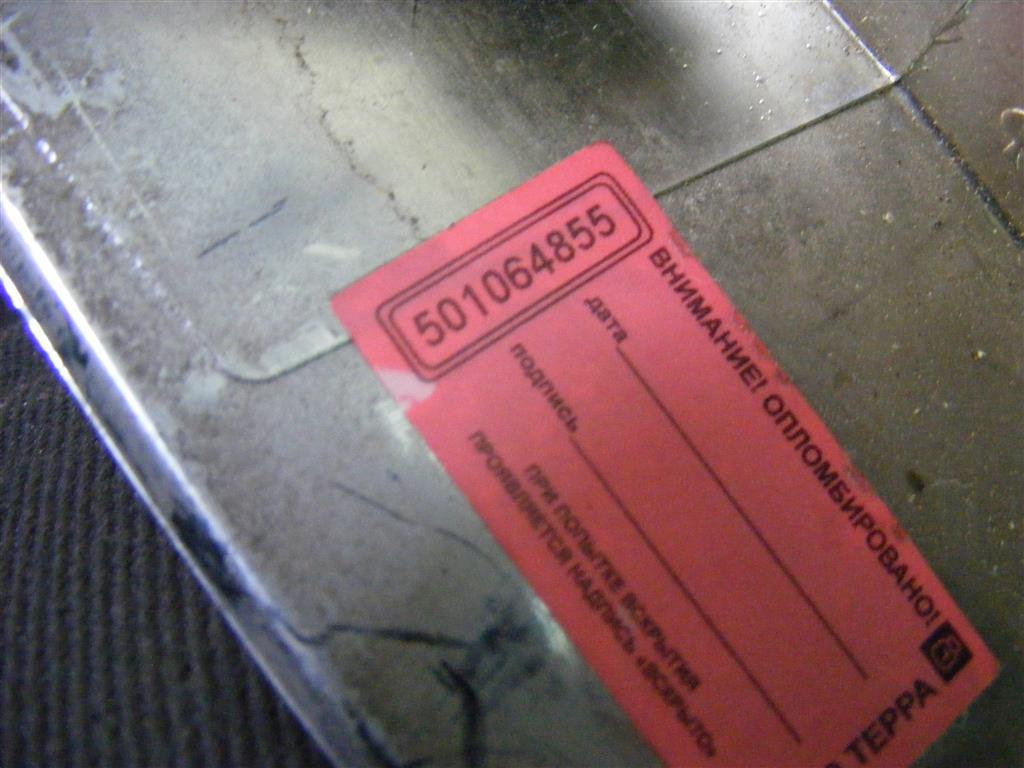 501064855
ВНИМАНИЕ! ОПЛОМБИРОВАНО!
дата
подпись
ПРИ ПОПЫТКЕ ВСКРЫТИЯ
ПРОЯВЛЯЕТСЯ НАДПИСЬ «ВСКРЫТО»
А ТЕРРА